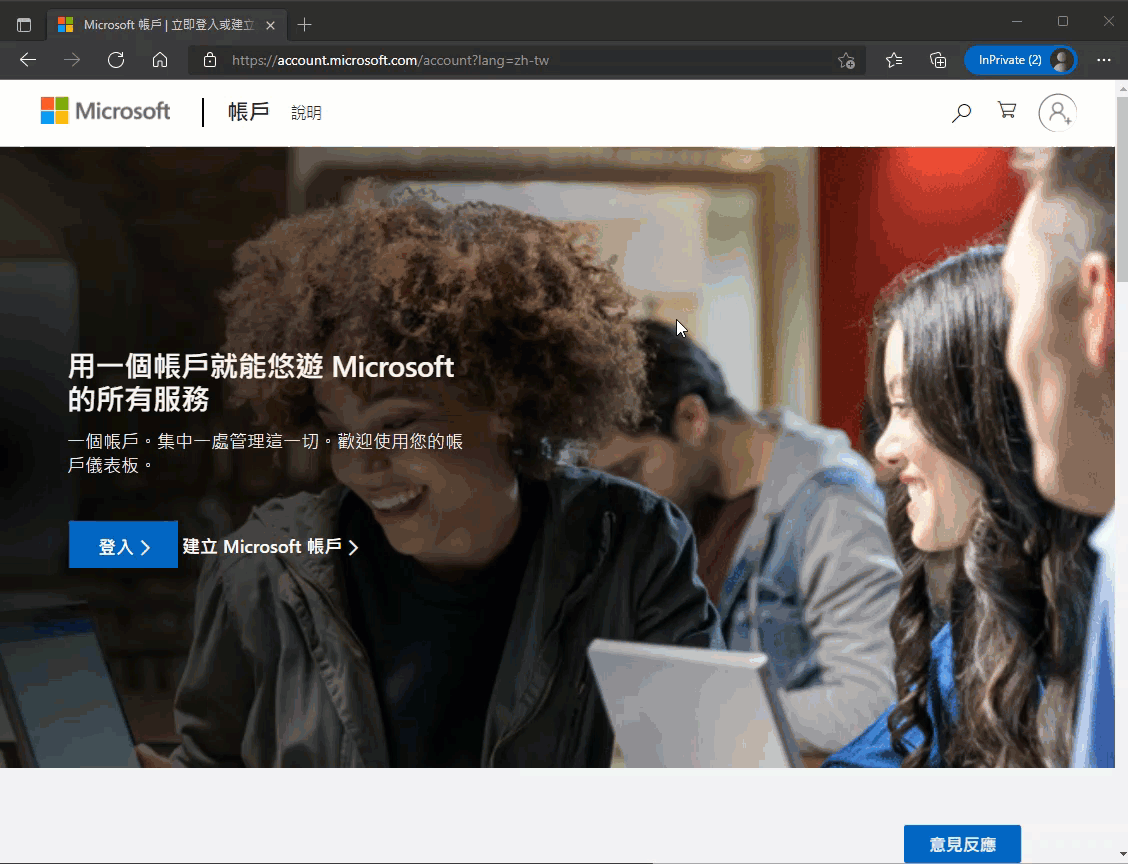 Microsoft 帳戶 | 立即登入或建立
https://account.microsoft.com/account?lang=zh-tw
InPrivate (2)
Microsoft
帳戶
說明
用一個帳戶就能悠遊 Microsoft
的所有服務
一個帳戶。集中一處管理這一切。歡迎使用您的帳
戶儀表板。
登入
建立 Microsoft 帳戶
意見反應